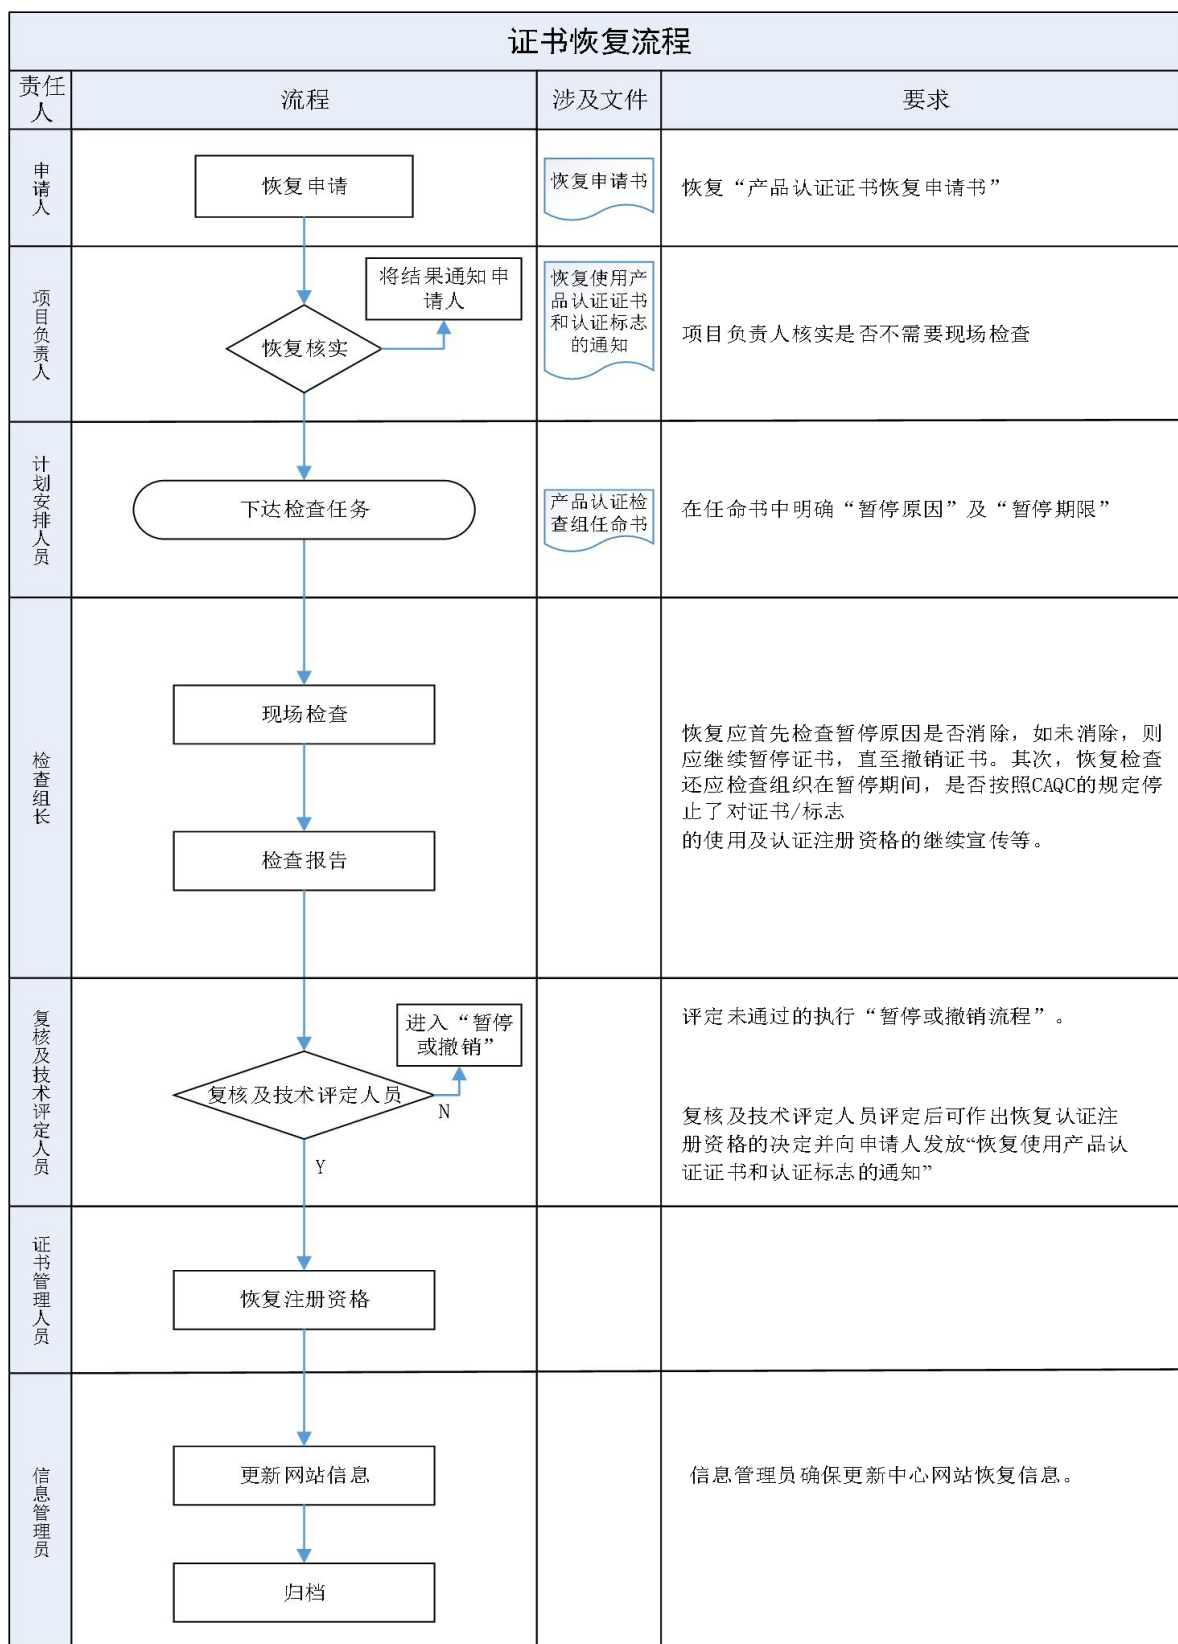 证书恢复流程
责任
人
流程
涉及文件
要求
申请人
恢复申请
恢复申请书
恢复“产品认证证书恢复申请书”
项目负责人
将结果通知申
请人
恢复核实
恢复使用产
品认证证书
和认证标志
的通知
项目负责人核实是否不需要现场检查
计划安排人员
下达检查任务
产品认证检
查组任命书
在任命书中明确“暂停原因”及“暂停期限”
检查组长
现场检查
检查报告
恢复应首先检查暂停原因是否消除，如未消除，则
应继续暂停证书，直至撤销证书。其次，恢复检查
还应检查组织在暂停期间，是否按照CAQC的规定停
止了对证书/标志
的使用及认证注册资格的继续宣传等。
复核及技术评定人员
进入“暂停
或撤销”
复核及技术评定人员
N
Y
评定未通过的执行“暂停或撤销流程”。
复核及技术评定人员评定后可作出恢复认证注
册资格的决定并向申请人发放“恢复使用产品认
证证书和认证标志的通知”
证书管理人员
恢复注册资格
信息管理员
更新网站信息
归档
信息管理员确保更新中心网站恢复信息。